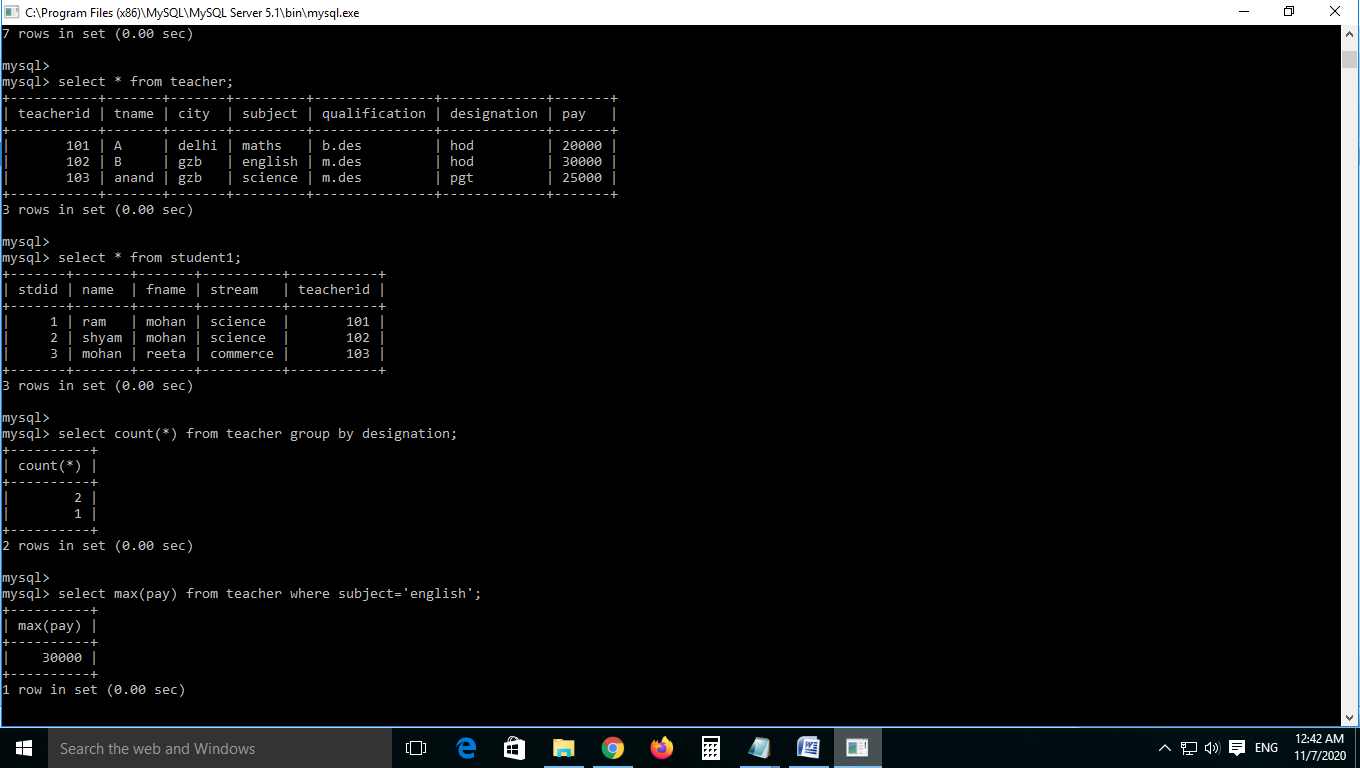 C:\Program Files (x86)\MySQL\MySQL Server 5.1\bin\mysql.exe
7 rows in set (0.00 sec)
mysql>
mysql> select * from teacher;
+-----------+-------+-------+---------+---------------+-------------+-------+
| teacherid | tname | city  | subject | qualification | designation | pay   |
+-----------+-------+-------+---------+---------------+-------------+-------+
|       101 | A     | delhi | maths   | b.des         | hod         | 20000 |
|       102 | B     | gzb   | english | m.des         | hod         | 30000 |
|       103 | anand | gzb   | science | m.des         | pgt         | 25000 |
+-----------+-------+-------+---------+---------------+-------------+-------+
3 rows in set (0.00 sec)
mysql>
mysql> select * from student1;
+-------+-------+-------+----------+-----------+
| stdid | name  | fname | stream   | teacherid |
+-------+-------+-------+----------+-----------+
|     1 | ram   | mohan | science  |       101 |
|     2 | shyam | mohan | science  |       102 |
|     3 | mohan | reeta | commerce |       103 |
+-------+-------+-------+----------+-----------+
3 rows in set (0.00 sec)
mysql>
mysql> select count(*) from teacher group by designation;
+----------+
| count(*) |
+----------+
|        2 |
|        1 |
+----------+
2 rows in set (0.00 sec)
mysql>
mysql> select max(pay) from teacher where subject='english';
+----------+
| max(pay) |
+----------+
|    30000 |
+----------+
1 row in set (0.00 sec)
Search the web and Windows
ENG
12:42 AM
11/7/2020